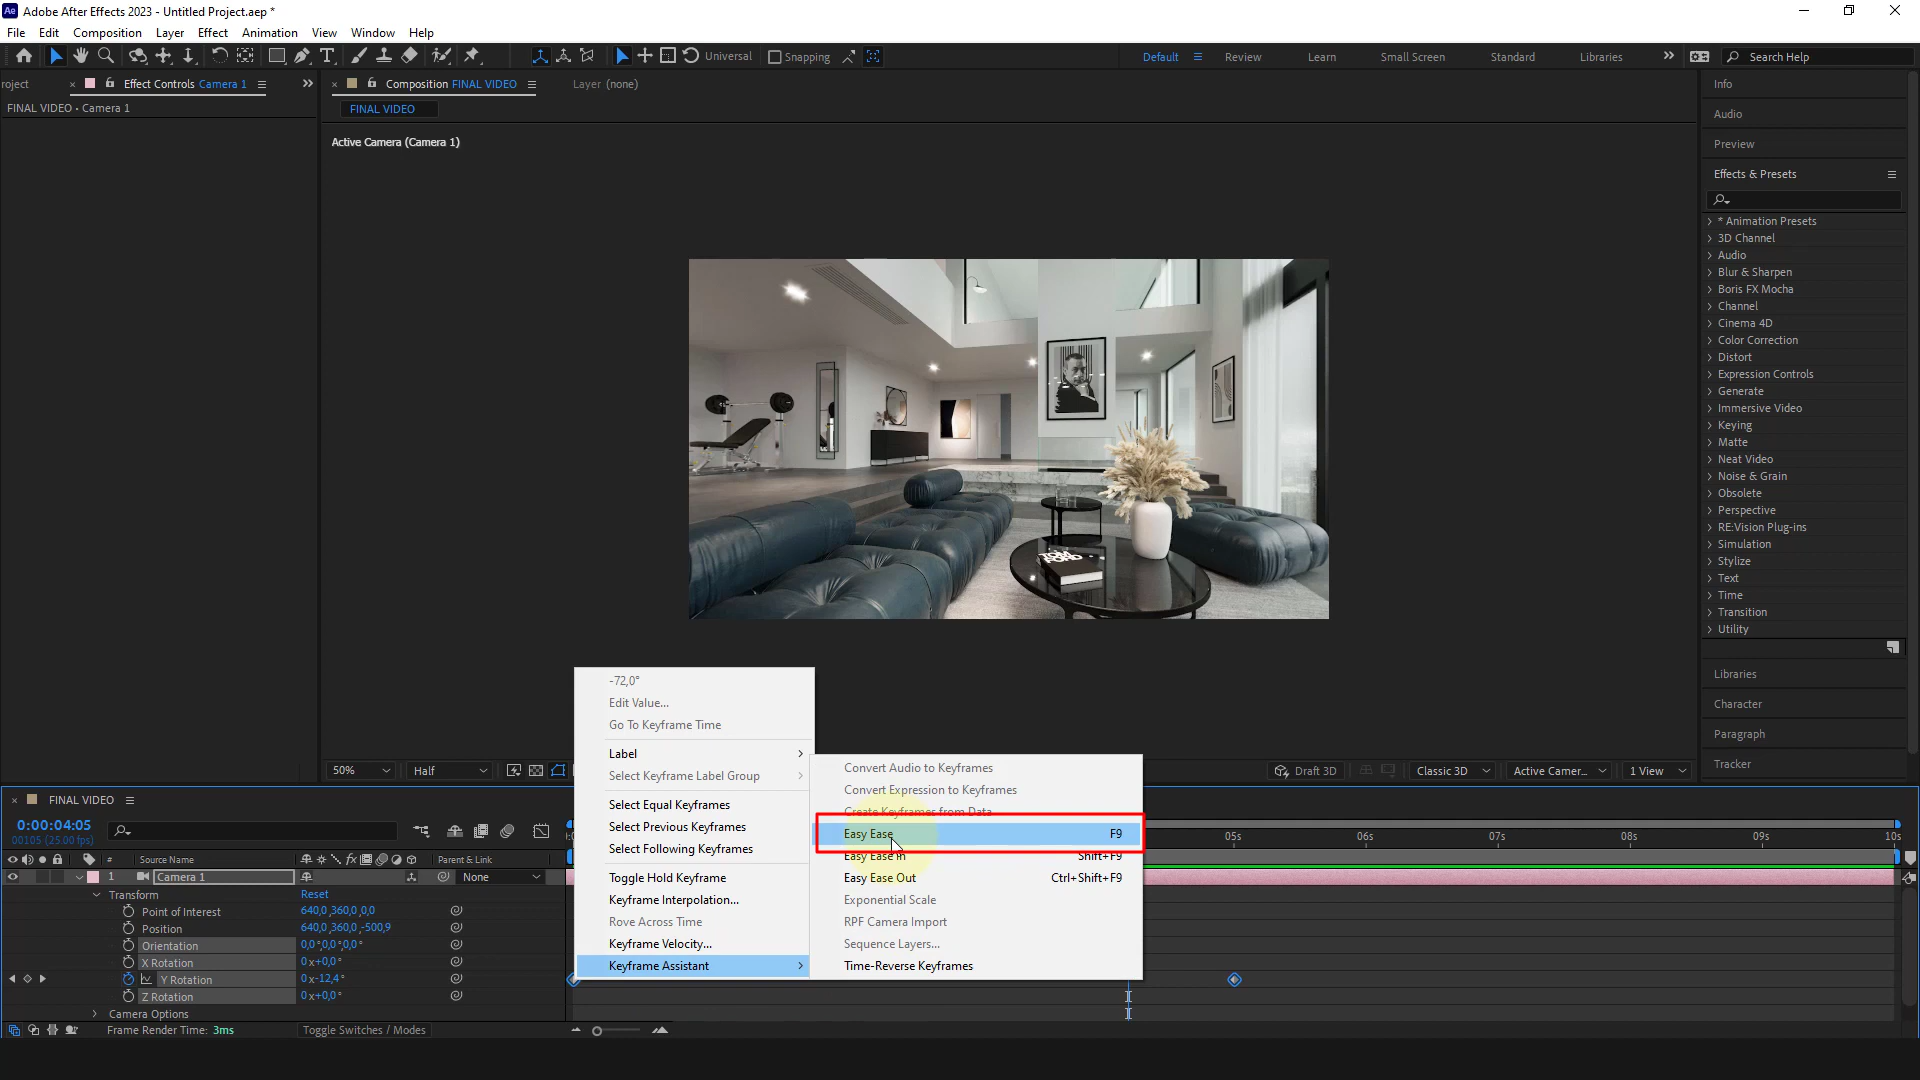 Ae Adobe After Effects 2023 - Untitled Project.aep *
File Edit Composition Layer Effect Animation View Window Help
Universal Snapping Default Review Learn Small Screen Standard Libraries Search Help
roject Effect Controls Camera 1 Composition FINAL VIDEO Layer (none) Info
FINAL VIDEO • Camera 1 FINAL VIDEO
Audio
Active Camera (Camera 1)
Preview
Effects & Presets
* Animation Presets
3D Channel
Audio
Blur & Sharpen
Boris FX Mocha
Channel
Cinema 4D
Color Correction
Distort
Expression Controls
Generate
Immersive Video
Keying
Matte
Neat Video
Noise & Grain
Obsolete
Perspective
RE:Vision Plug-ins
Simulation
Stylize
Text
Time
Transition
Utility
Libraries
Character
Paragraph
Tracker
TOM
FORD
50% Half Draft 3D Classic 3D Active Camer... 1 View
-72,0°
Edit Value...
Go To Keyframe Time
Label
Select Keyframe Label Group
Select Equal Keyframes
Select Previous Keyframes
Select Following Keyframes
Toggle Hold Keyframe
Keyframe Interpolation...
Rove Across Time
Keyframe Velocity...
Keyframe Assistant
Convert Audio to Keyframes
Convert Expression to Keyframes
Create Keyframes from Data
Easy Ease F9
Easy Ease In Shift+F9
Easy Ease Out Ctrl+Shift+F9
Exponential Scale
RPF Camera Import
Sequence Layers...
Time-Reverse Keyframes
FINAL VIDEO
0:00:04:05
00105 (25.00 fps)
05s 06s 07s 08s 09s 10s
# Source Name Parent & Link
1 Camera 1 None
Transform Reset
Point of Interest 640,0,360,0,0,0
Position 640,0,360,0,-500,9
Orientation 0,0°,0,0°,0,0°
X Rotation 0x+0,0°
Y Rotation 0x-12,4°
Z Rotation 0x+0,0°
Camera Options
Frame Render Time: 3ms Toggle Switches / Modes